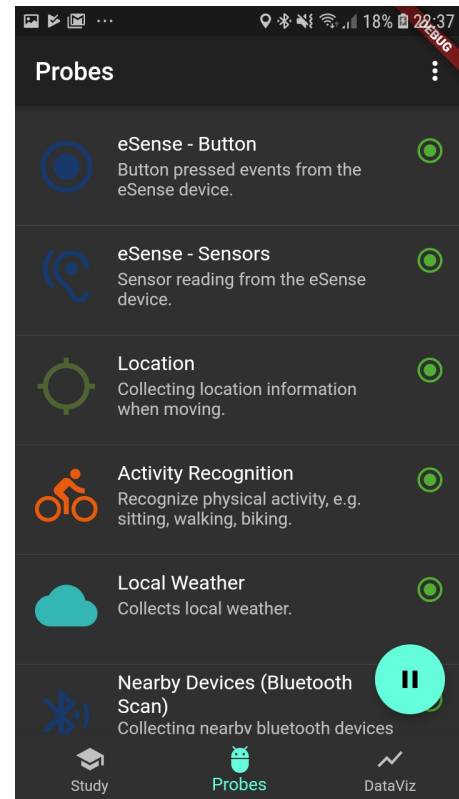 18% 22:37
DEBUG
Probes
eSense - Button
Button pressed events from the
eSense device.
eSense - Sensors
Sensor reading from the eSense
device.
Location
Collecting location information
when moving.
Activity Recognition
Recognize physical activity, e.g.
sitting, walking, biking.
Local Weather
Collects local weather.
Nearby Devices (Bluetooth
Scan)
Collecting nearby bluetooth devices
Study
Probes
DataViz